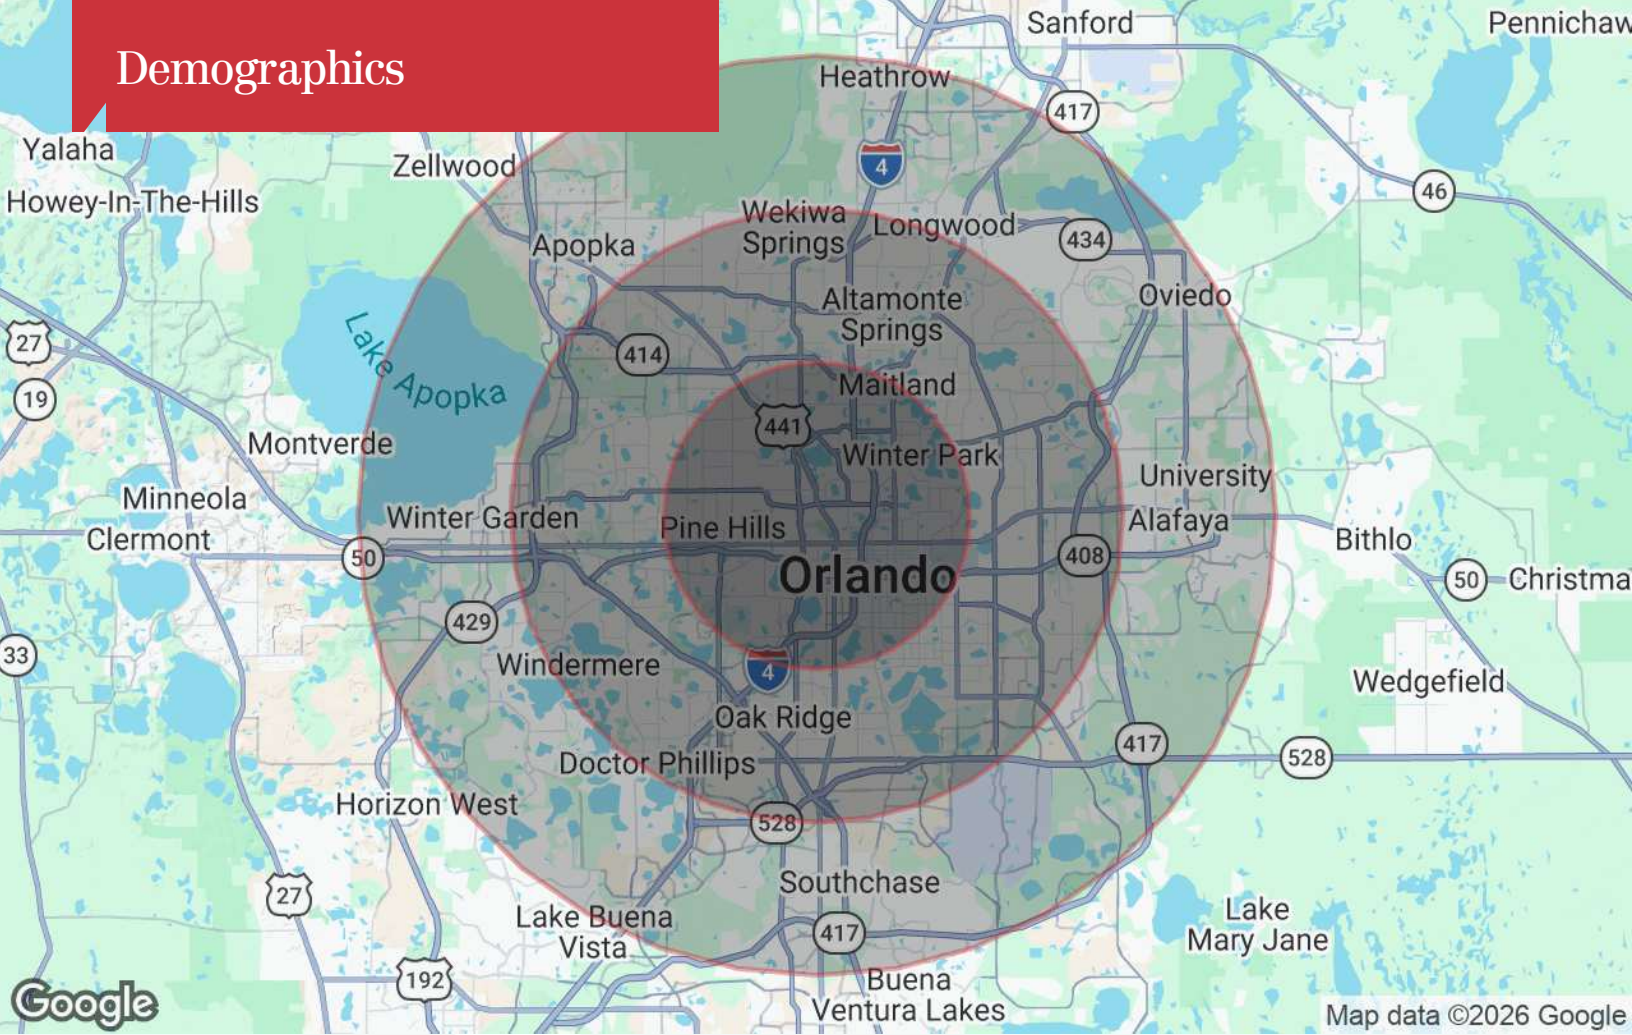 Demographics
Sanford
Pennichaw
Heathrow
417
Yalaha
Zellwood
4
46
Howey-In-The-Hills
Wekiwa
Springs
Longwood
434
Apopka
Altamonte
Springs
Oviedo
27
414
Lake Apopka
Maitland
19
441
Montverde
Winter Park
University
Minneola
Winter Garden
Pine Hills
Alafaya
Clermont
50
408
Bithlo
Orlando
50
Christma
429
33
Windermere
4
Wedgefield
Oak Ridge
417
Doctor Phillips
528
Horizon West
528
Southchase
27
Lake Buena
Vista
417
Lake
Mary Jane
192
Buena
Ventura Lakes
Google
Map data ©2026 Google